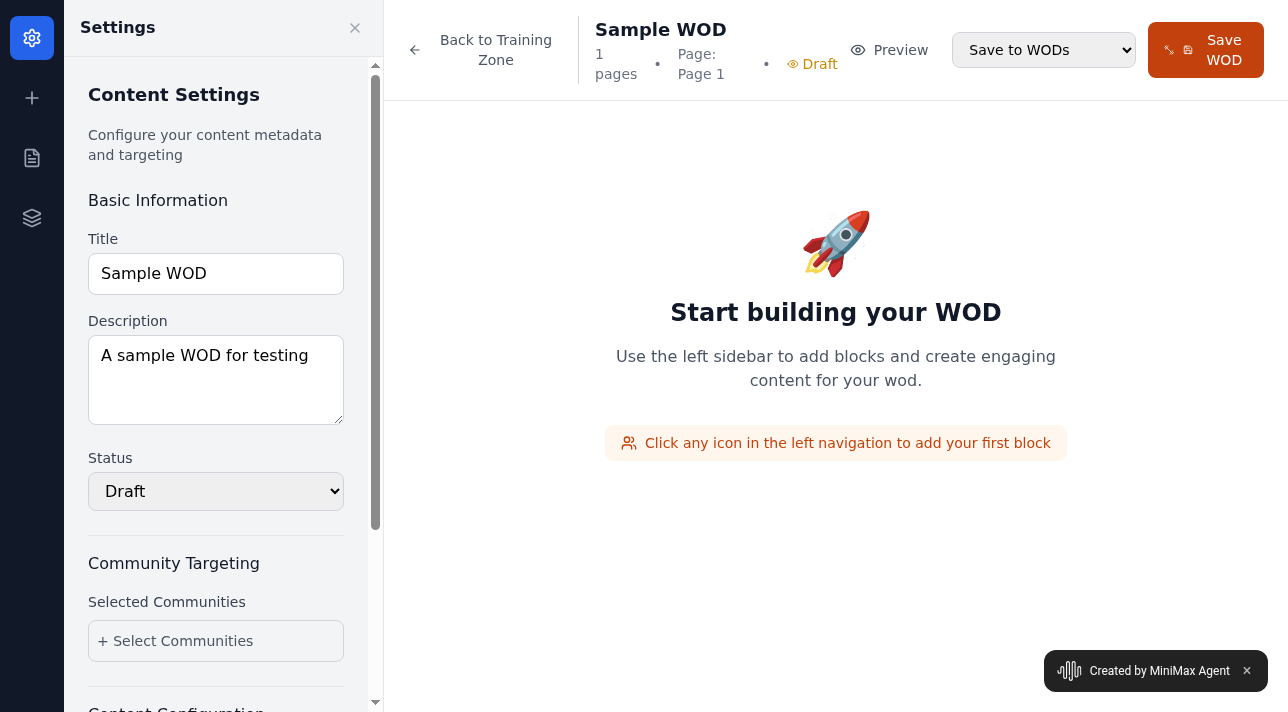 Settings
×
Content Settings
Configure your content metadata
and targeting
Basic Information
Title
Sample WOD
Description
A sample WOD for testing
Status
Draft
Community Targeting
Selected Communities
+ Select Communities
Content Configuration
Back to Training
Zone
Sample WOD
1
pages
•
Page:
Page 1
•
Draft
Preview
Save to WODs
Save
WOD
Start building your WOD
Use the left sidebar to add blocks and create engaging
content for your wod.
Click any icon in the left navigation to add your first block
Created by MiniMax Agent ×